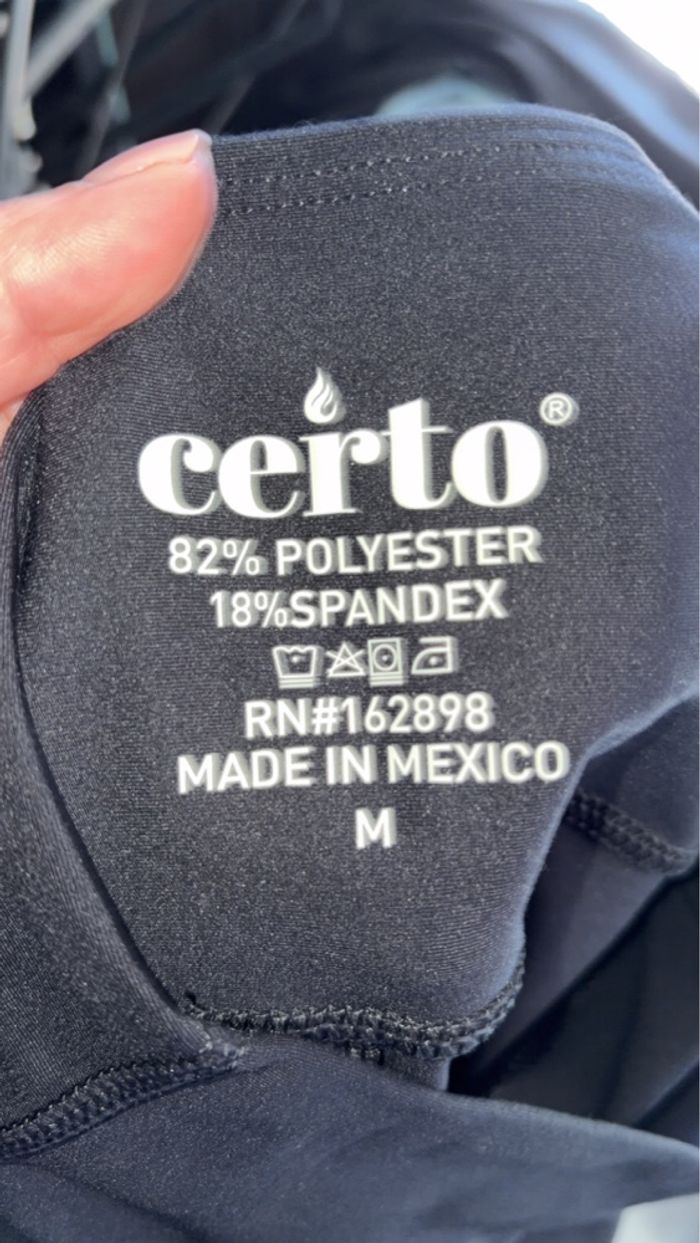 certo®
82% POLYESTER
18%SPANDEX
RN#162898
MADE IN MEXICO
M